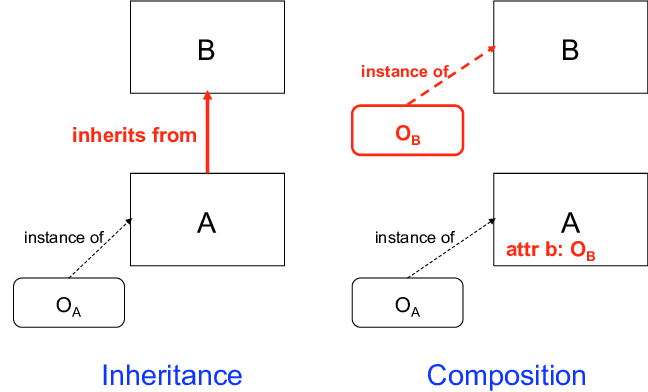 B
inherits from
A
instance of
O_A
Inheritance
B
instance of
O_B
A
attr b: O_B
instance of
O_A
Composition